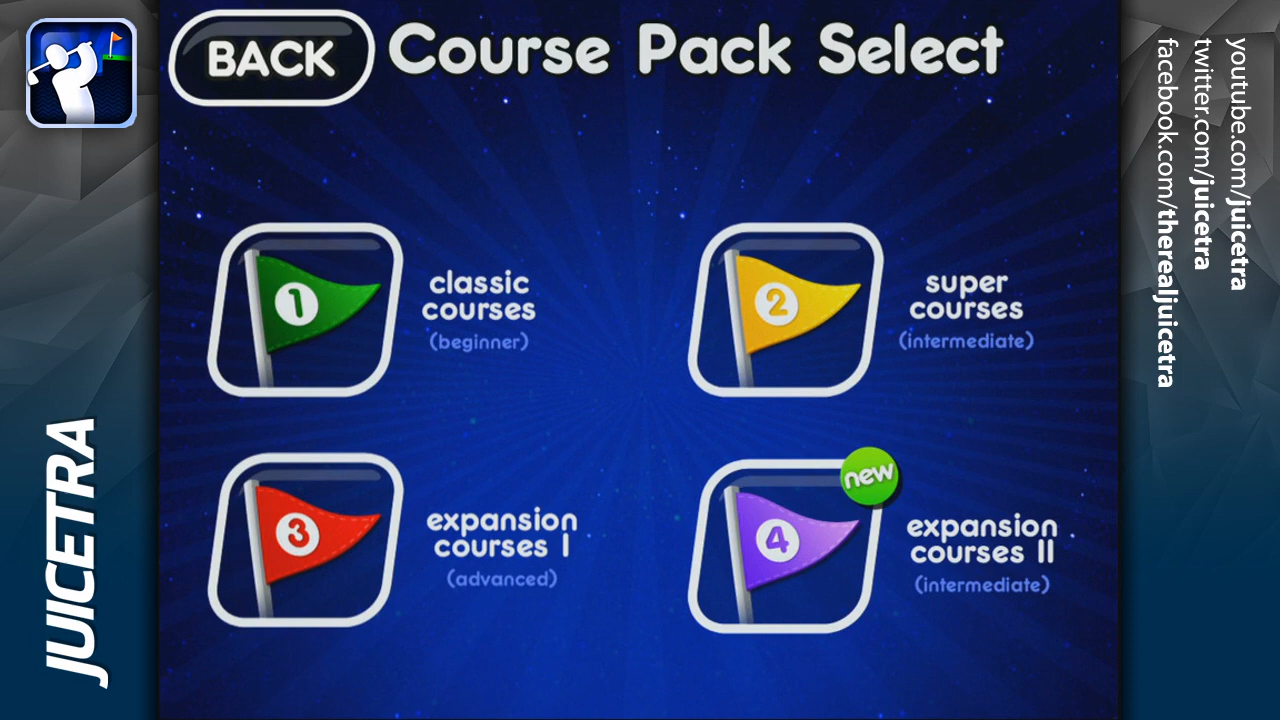 BACK
Course Pack Select
1
classic
courses
(beginner)
2
super
courses
(intermediate)
3
expansion
courses I
(advanced)
new
4
expansion
courses II
(intermediate)
JUICETRA
youtube.com/juicetra
twitter.com/juicetra
facebook.com/therealjuicetra